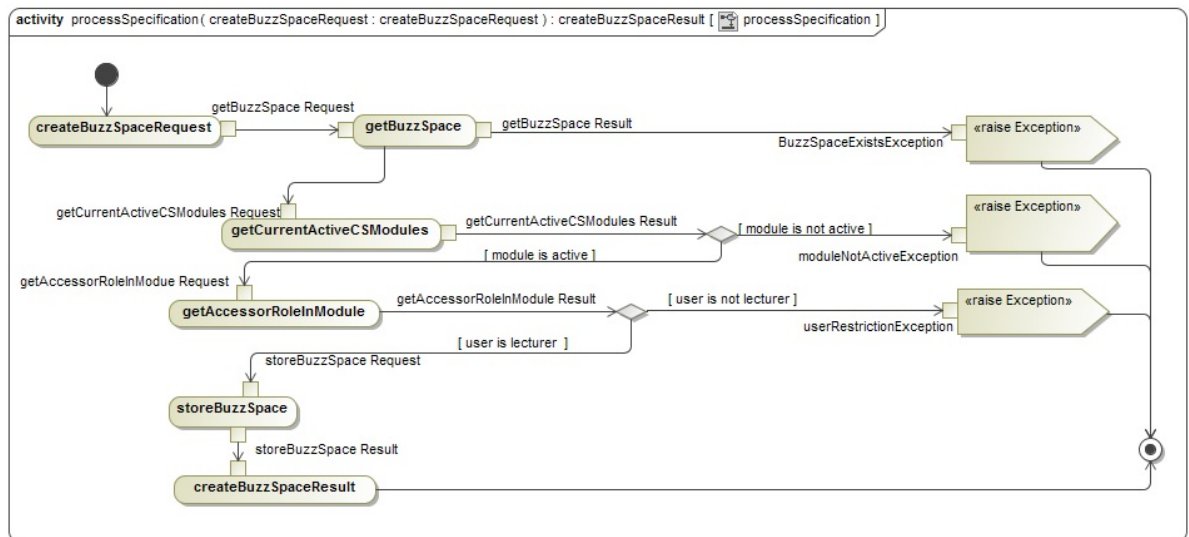 activity processSpecification( createBuzzSpaceRequest : createBuzzSpaceRequest ) : createBuzzSpaceResult [ processSpecification ]
getBuzzSpace Request
createBuzzSpaceRequest
getBuzzSpace
getBuzzSpace Result
BuzzSpaceExistsException
«raise Exception»
getCurrentActiveCSModules Request
getCurrentActiveCSModules
getCurrentActiveCSModules Result
[ module is not active ]
moduleNotActiveException
«raise Exception»
[ module is active ]
getAccessorRoleInModue Request
getAccessorRoleInModule
getAccessorRoleInModule Result
[ user is not lecturer ]
userRestrictionException
«raise Exception»
[ user is lecturer ]
storeBuzzSpace Request
storeBuzzSpace
storeBuzzSpace Result
createBuzzSpaceResult